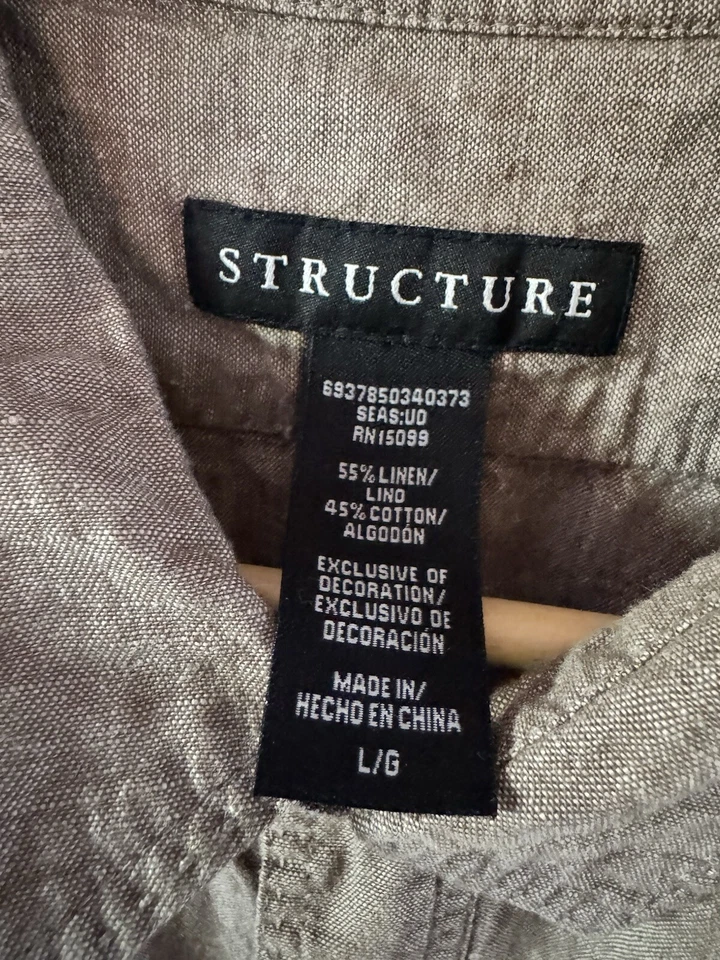 STRUCTURE
6937850340373
SEAS:UO
RN15099
55% LINEN/
LINO
45% COTTON/
ALGODÓN
EXCLUSIVE OF
DECORATION/
EXCLUSIVO DE
DECORACIÓN
MADE IN/
HECHO EN CHINA
L/G